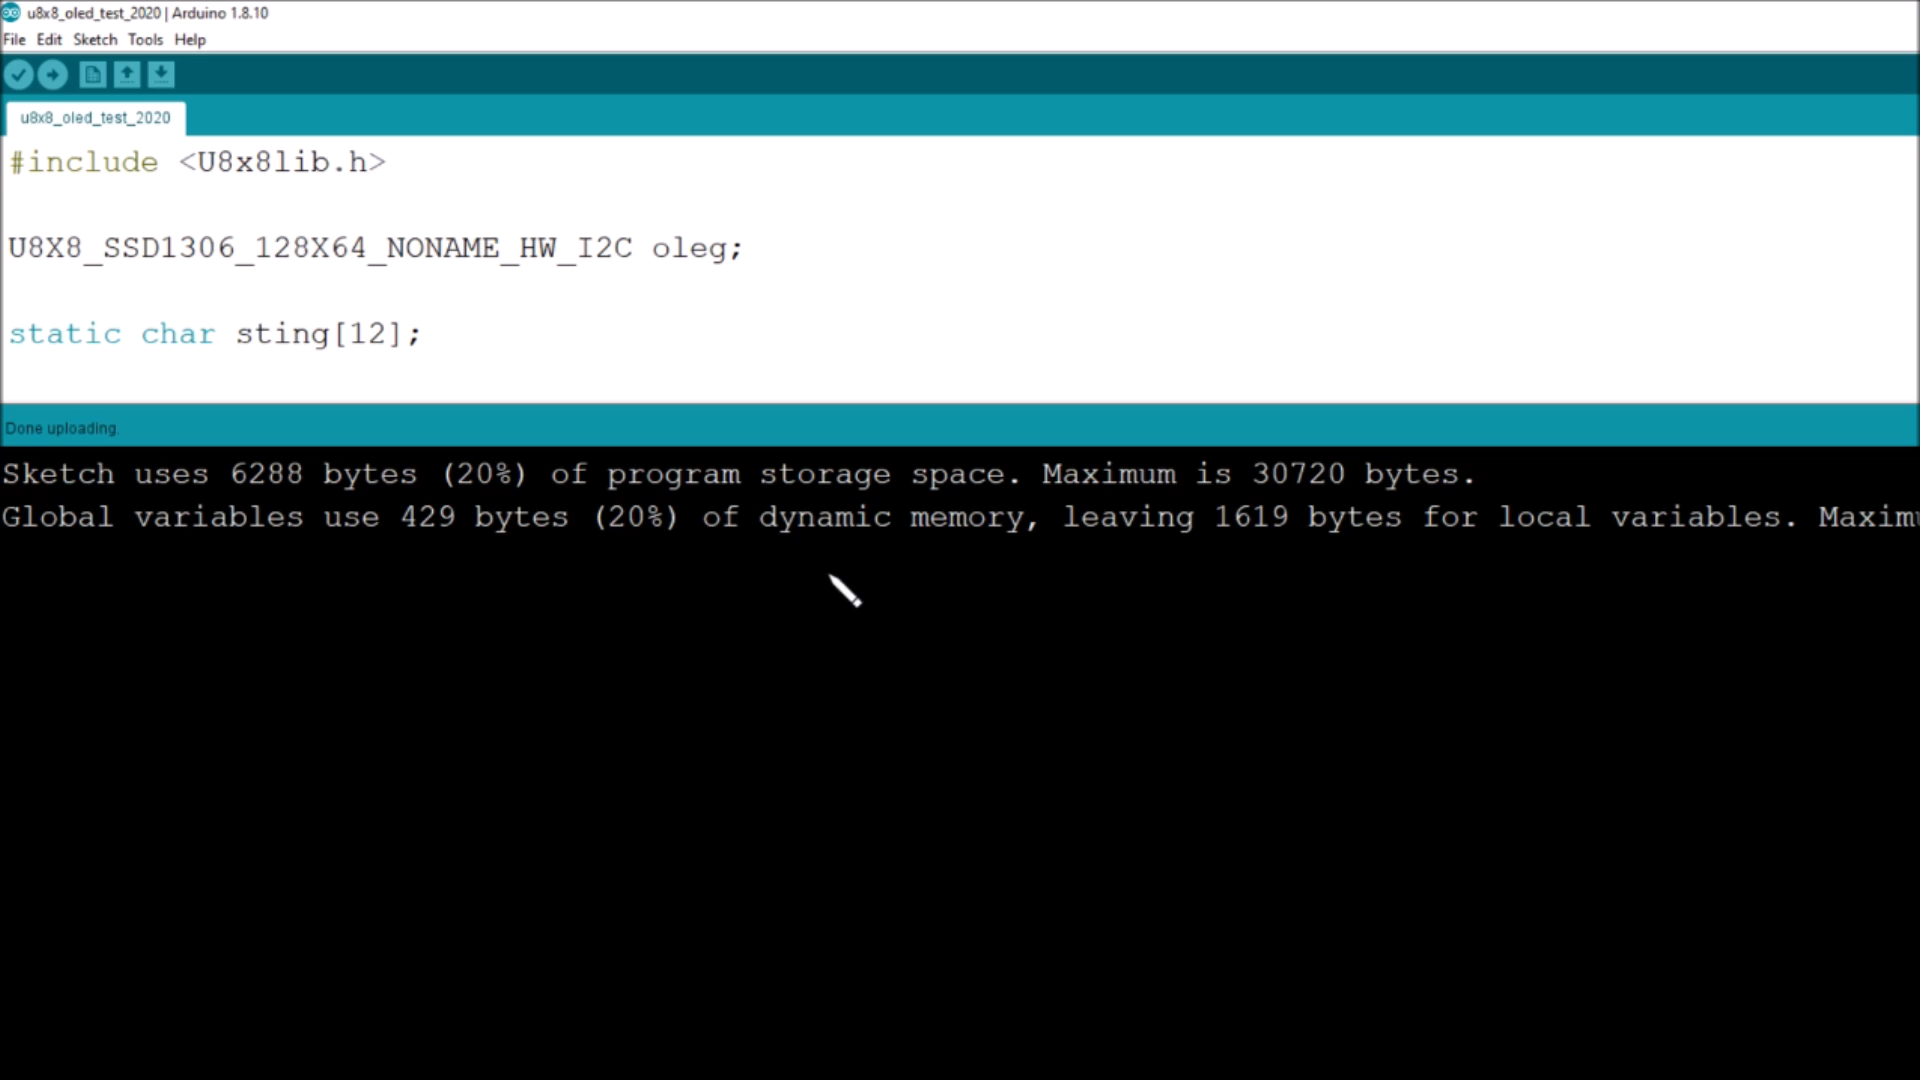 u8x8_oled_test_2020 | Arduino 1.8.10
File Edit Sketch Tools Help
u8x8_oled_test_2020
#include <U8x8lib.h>
U8X8_SSD1306_128X64_NONAME_HW_I2C oleg;
static char sting[12];
Done uploading.
Sketch uses 6288 bytes (20%) of program storage space. Maximum is 30720 bytes.
Global variables use 429 bytes (20%) of dynamic memory, leaving 1619 bytes for local variables. Maximu